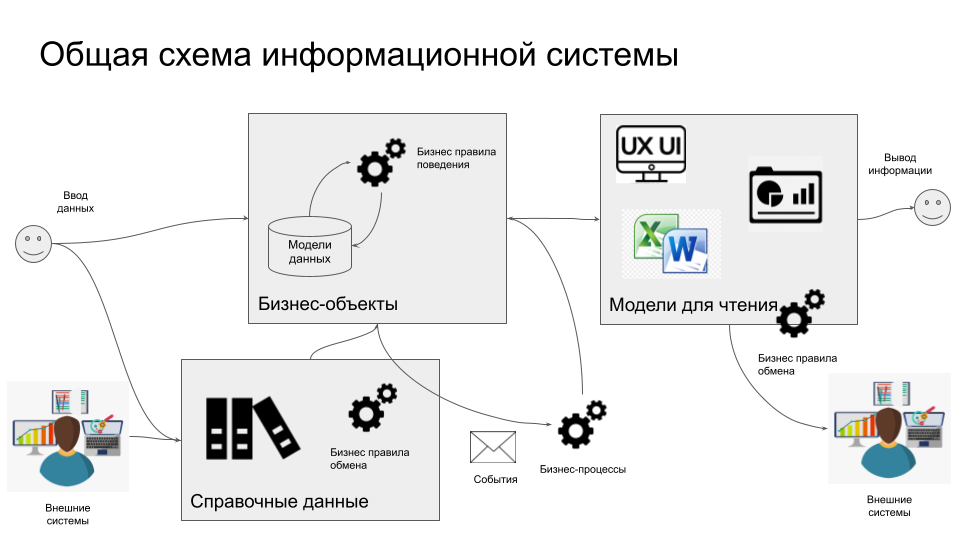 Общая схема информационной системы
Ввод
данных
Бизнес правила
поведения
Модели
данных
Бизнес-объекты
UX UI
X
W
Модели для чтения
Вывод
информации
Бизнес правила
обмена
Бизнес правила
обмена
Справочные данные
События
Бизнес-процессы
Внешние
системы
Внешние
системы